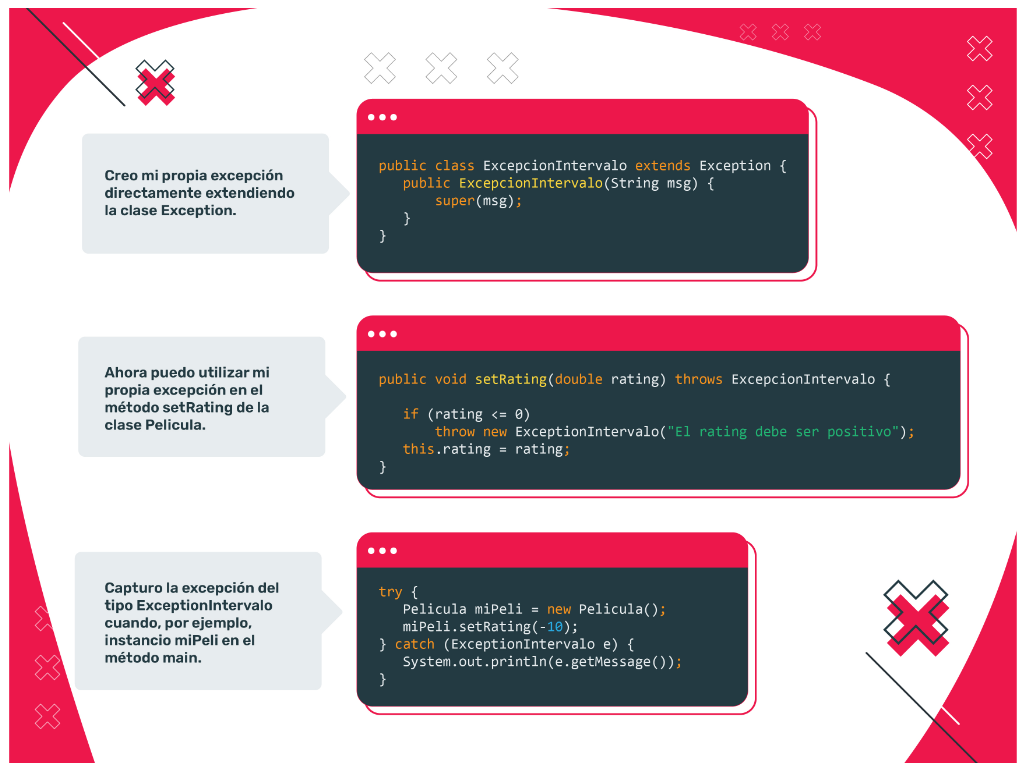 Creo mi propia excepción
directamente extendiendo
la clase Exception.
public class ExcepcionIntervalo extends Exception {
public ExcepcionIntervalo(String msg) {
super(msg);
}
}
Ahora puedo utilizar mi
propia excepción en el
método setRating de la
clase Pelicula.
public void setRating(double rating) throws ExcepcionIntervalo {
if (rating <= 0)
throw new ExceptionIntervalo("El rating debe ser positivo");
this.rating = rating;
}
Capturo la excepción del
tipo ExceptionIntervalo
cuando, por ejemplo,
instancio miPeli en el
método main.
try {
Pelicula miPeli = new Pelicula();
miPeli.setRating(-10);
} catch (ExceptionIntervalo e) {
System.out.println(e.getMessage());
}